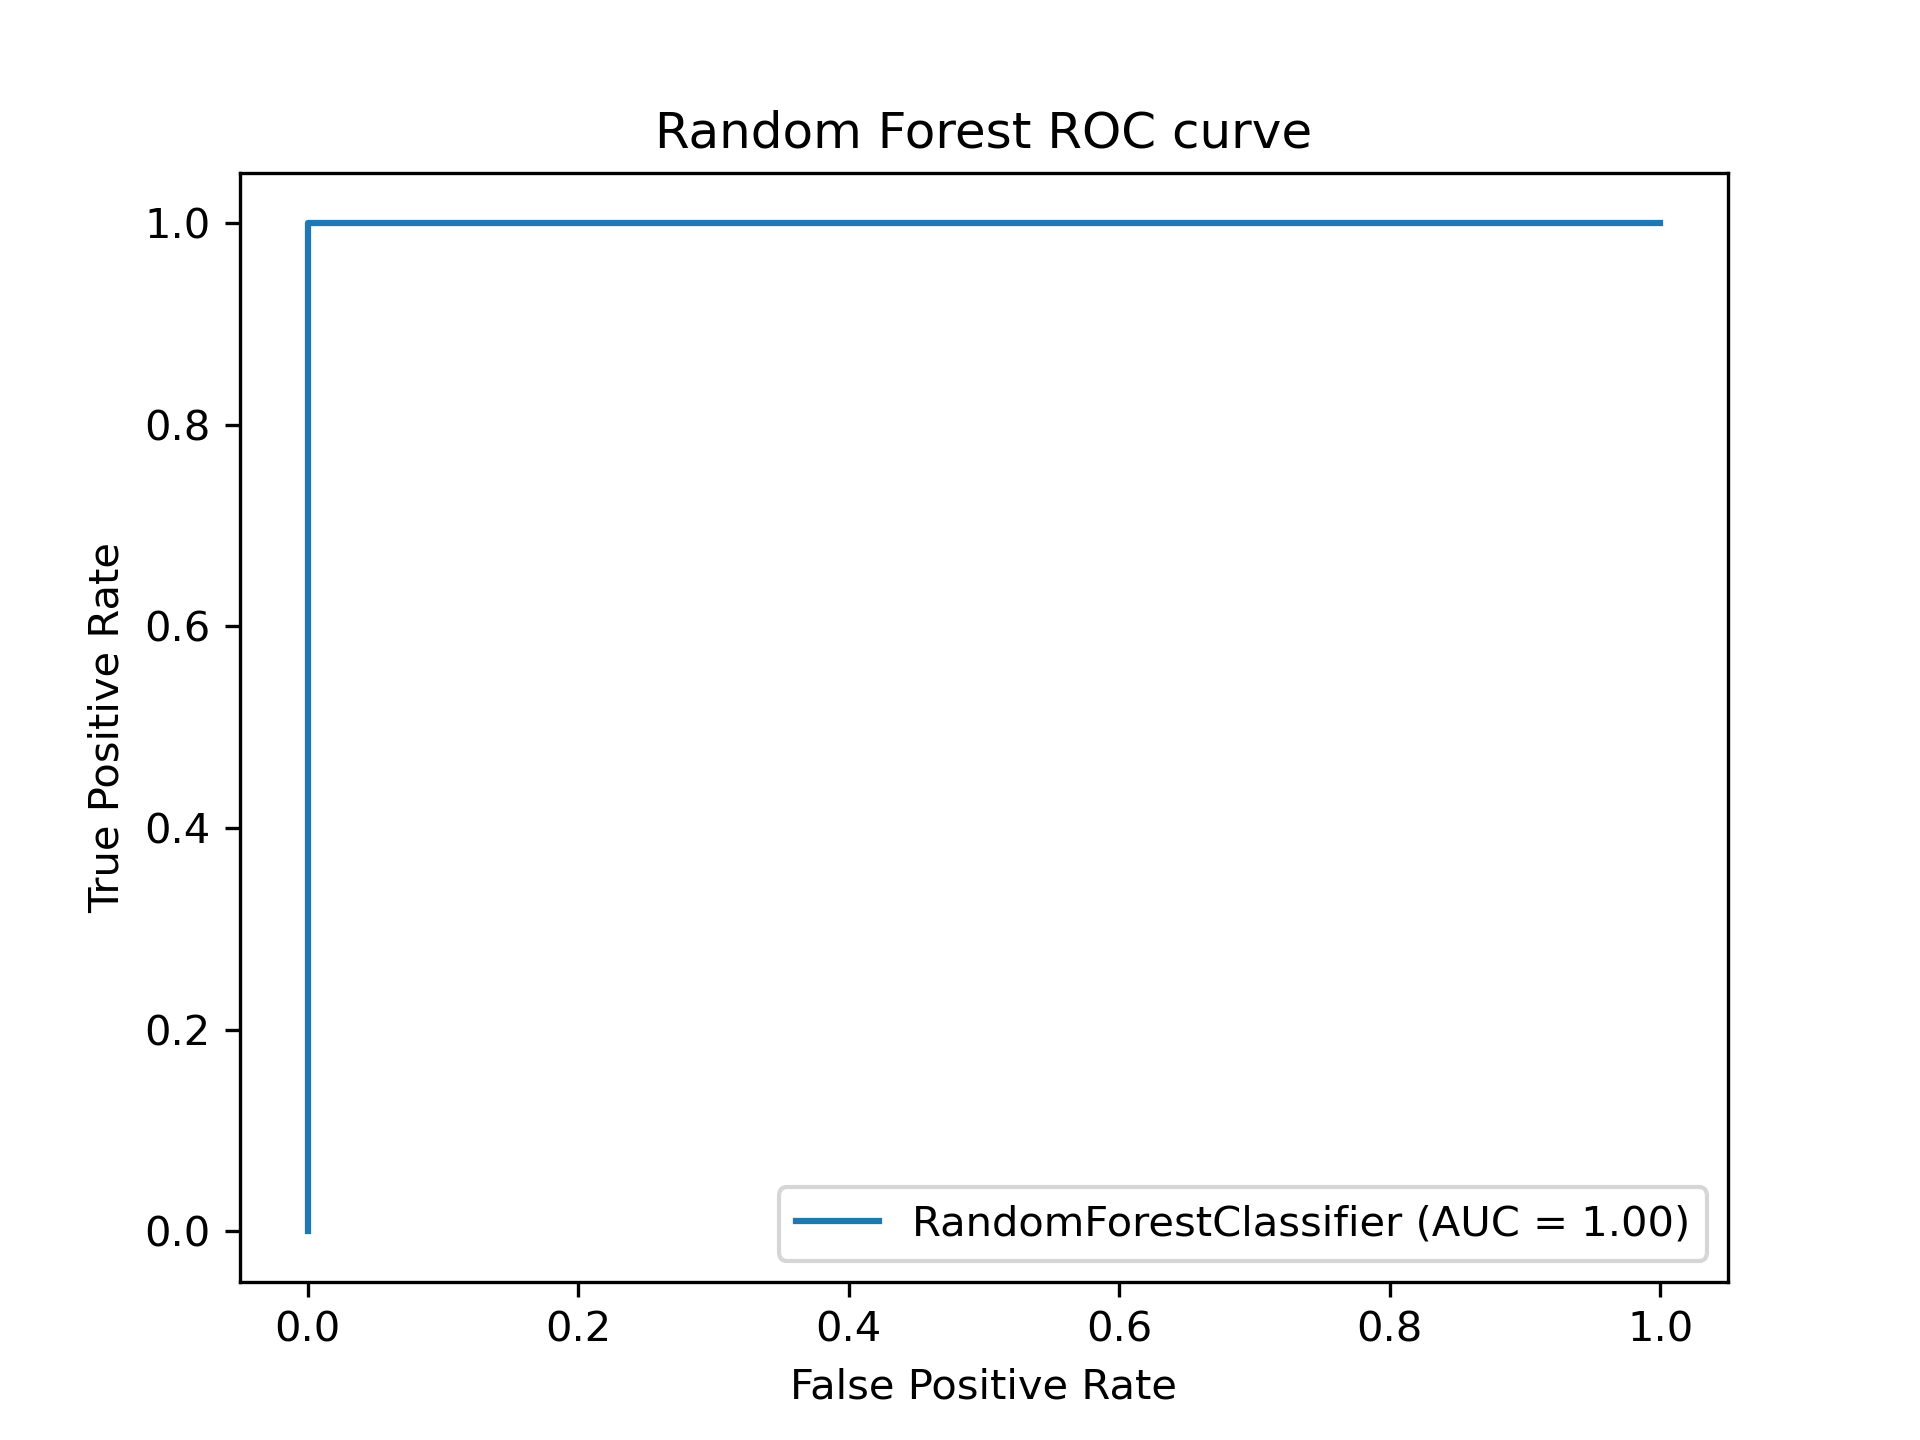 Random Forest ROC curve
True Positive Rate
1.0
0.8
0.6
0.4
0.2
0.0
RandomForestClassifier (AUC = 1.00)
0.0 0.2 0.4 0.6 0.8 1.0
False Positive Rate